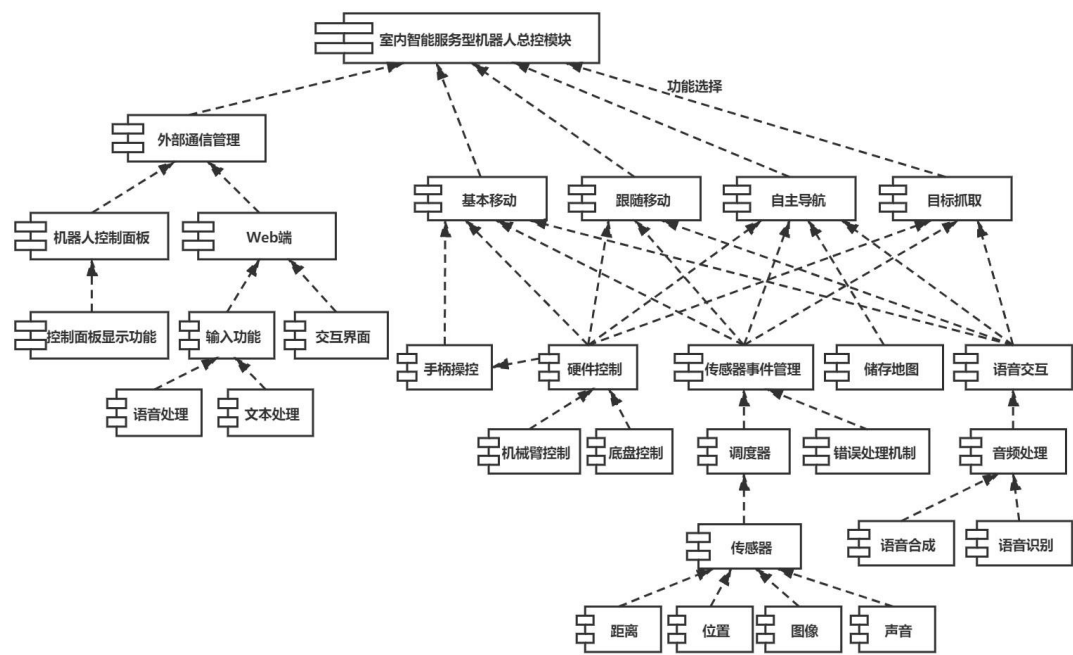 室内智能服务型机器人总控模块
功能选择
外部通信管理
基本移动
跟随移动
自主导航
目标抓取
机器人控制面板
Web端
控制面板显示功能
输入功能
交互界面
手柄操控
硬件控制
传感器事件管理
储存地图
语音交互
语音处理
文本处理
机械臂控制
底盘控制
调度器
错误处理机制
音频处理
传感器
语音合成
语音识别
距离
位置
图像
声音